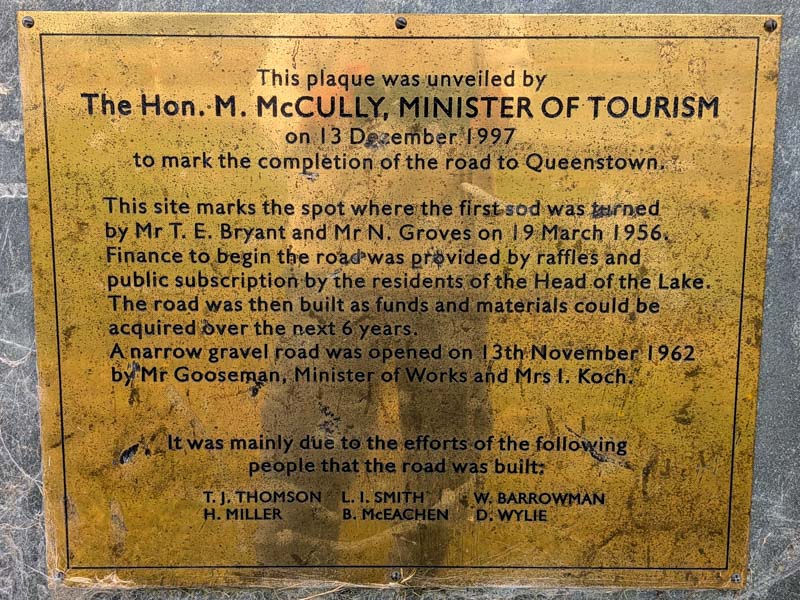 This plaque was unveiled by
The Hon. M. McCULLY, MINISTER OF TOURISM
on 13 December 1997
to mark the completion of the road to Queenstown.
This site marks the spot where the first sod was turned
by Mr T. E. Bryant and Mr N. Groves on 19 March 1956.
Finance to begin the road was provided by raffles and
public subscription by the residents of the Head of the Lake.
The road was then built as funds and materials could be
acquired over the next 6 years.
A narrow gravel road was opened on 13th November 1962
by Mr Gooseman, Minister of Works and Mrs I. Koch.
It was mainly due to the efforts of the following
people that the road was built:
T. J. THOMSON L. I. SMITH W. BARROWMAN
H. MILLER B. McEACHEN D. WYLIE